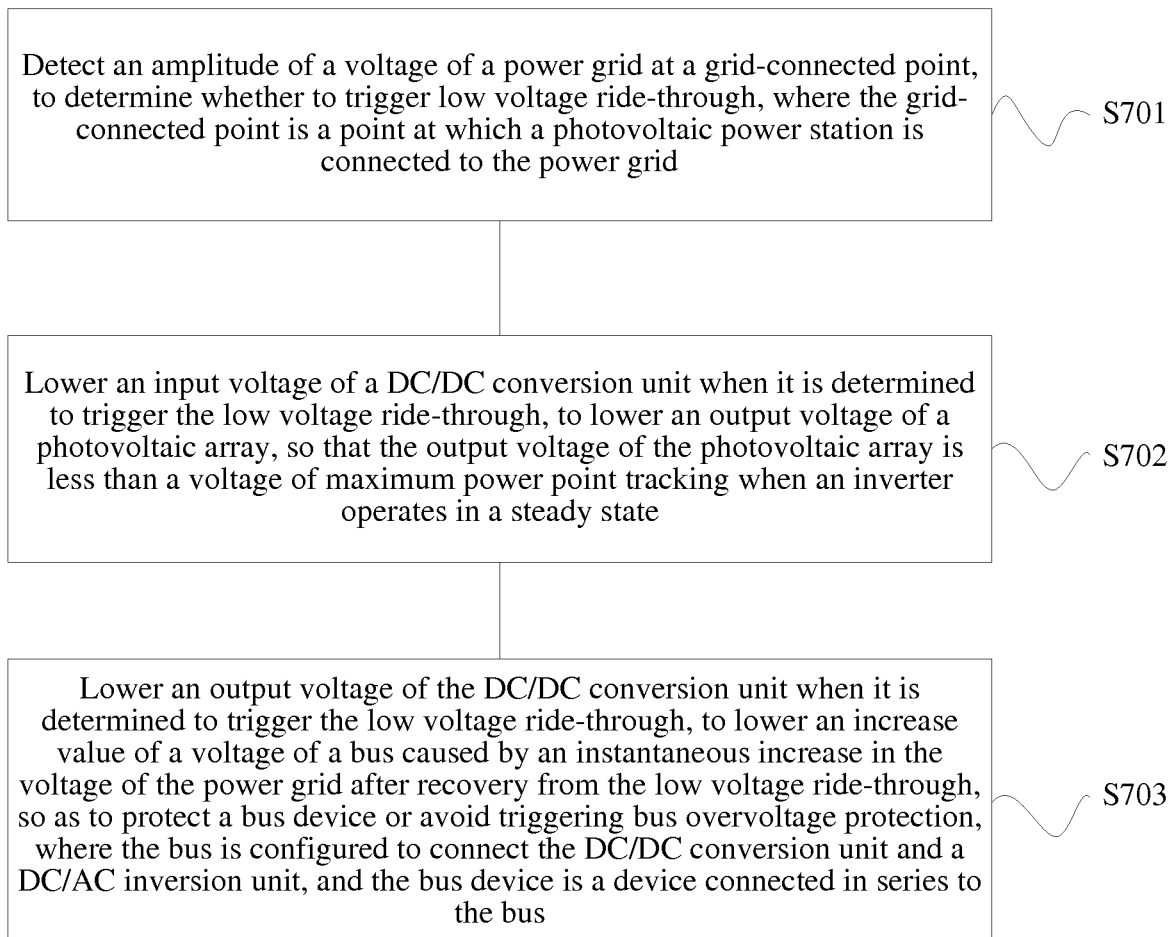 Detect an amplitude of a voltage of a power grid at a grid-connected point,
to determine whether to trigger low voltage ride-through, where the grid-
connected point is a point at which a photovoltaic power station is
connected to the power grid
S701
Lower an input voltage of a DC/DC conversion unit when it is determined
to trigger the low voltage ride-through, to lower an output voltage of a
photovoltaic array, so that the output voltage of the photovoltaic array is
less than a voltage of maximum power point tracking when an inverter
operates in a steady state
S702
Lower an output voltage of the DC/DC conversion unit when it is
determined to trigger the low voltage ride-through, to lower an increase
value of a voltage of a bus caused by an instantaneous increase in the
voltage of the power grid after recovery from the low voltage ride-through,
so as to protect a bus device or avoid triggering bus overvoltage protection,
where the bus is configured to connect the DC/DC conversion unit and a
DC/AC inversion unit, and the bus device is a device connected in series to
the bus
S703